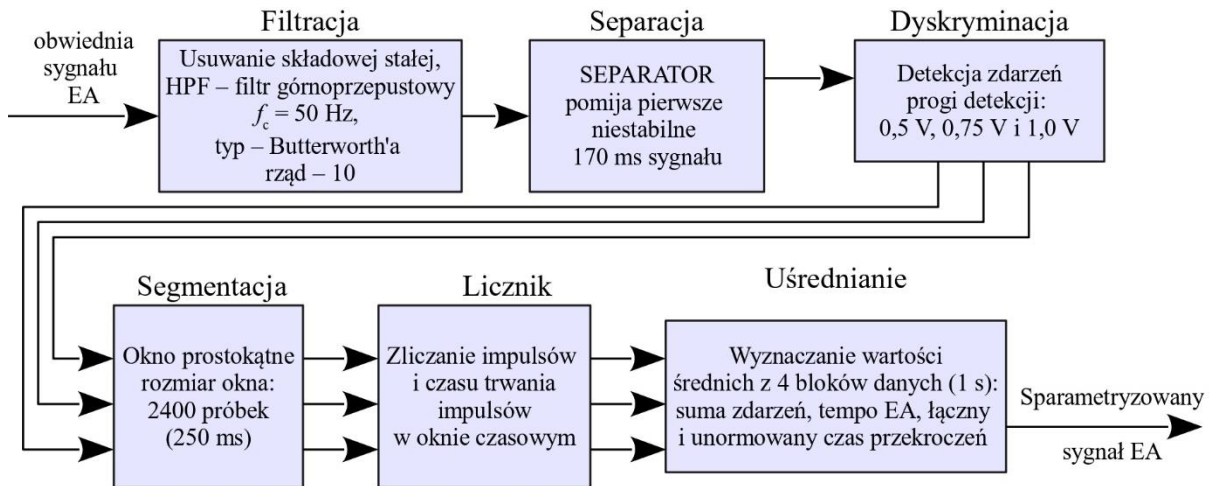 Filtracja
Separacja
Dyskryminacja
obwiednia
sygnału
EA
Usuwanie składowej stałej,
HPF – filtr górnoprzepustowy
fc = 50 Hz,
typ – Butterworth'a
rząd – 10
SEPARATOR
pomija pierwsze
niestabilne
170 ms sygnału
Detekcja zdarzeń
progi detekcji:
0,5 V, 0,75 V i 1,0 V
Segmentacja
Licznik
Uśrednianie
Okno prostokątne
rozmiar okna:
2400 próbek
(250 ms)
Zliczanie impulsów
i czasu trwania
impulsów
w oknie czasowym
Wyznaczanie wartości
średnich z 4 bloków danych (1 s):
suma zdarzeń, tempo EA, łączny
i unormowany czas przekroczeń
Sparametryzowany
sygnał EA